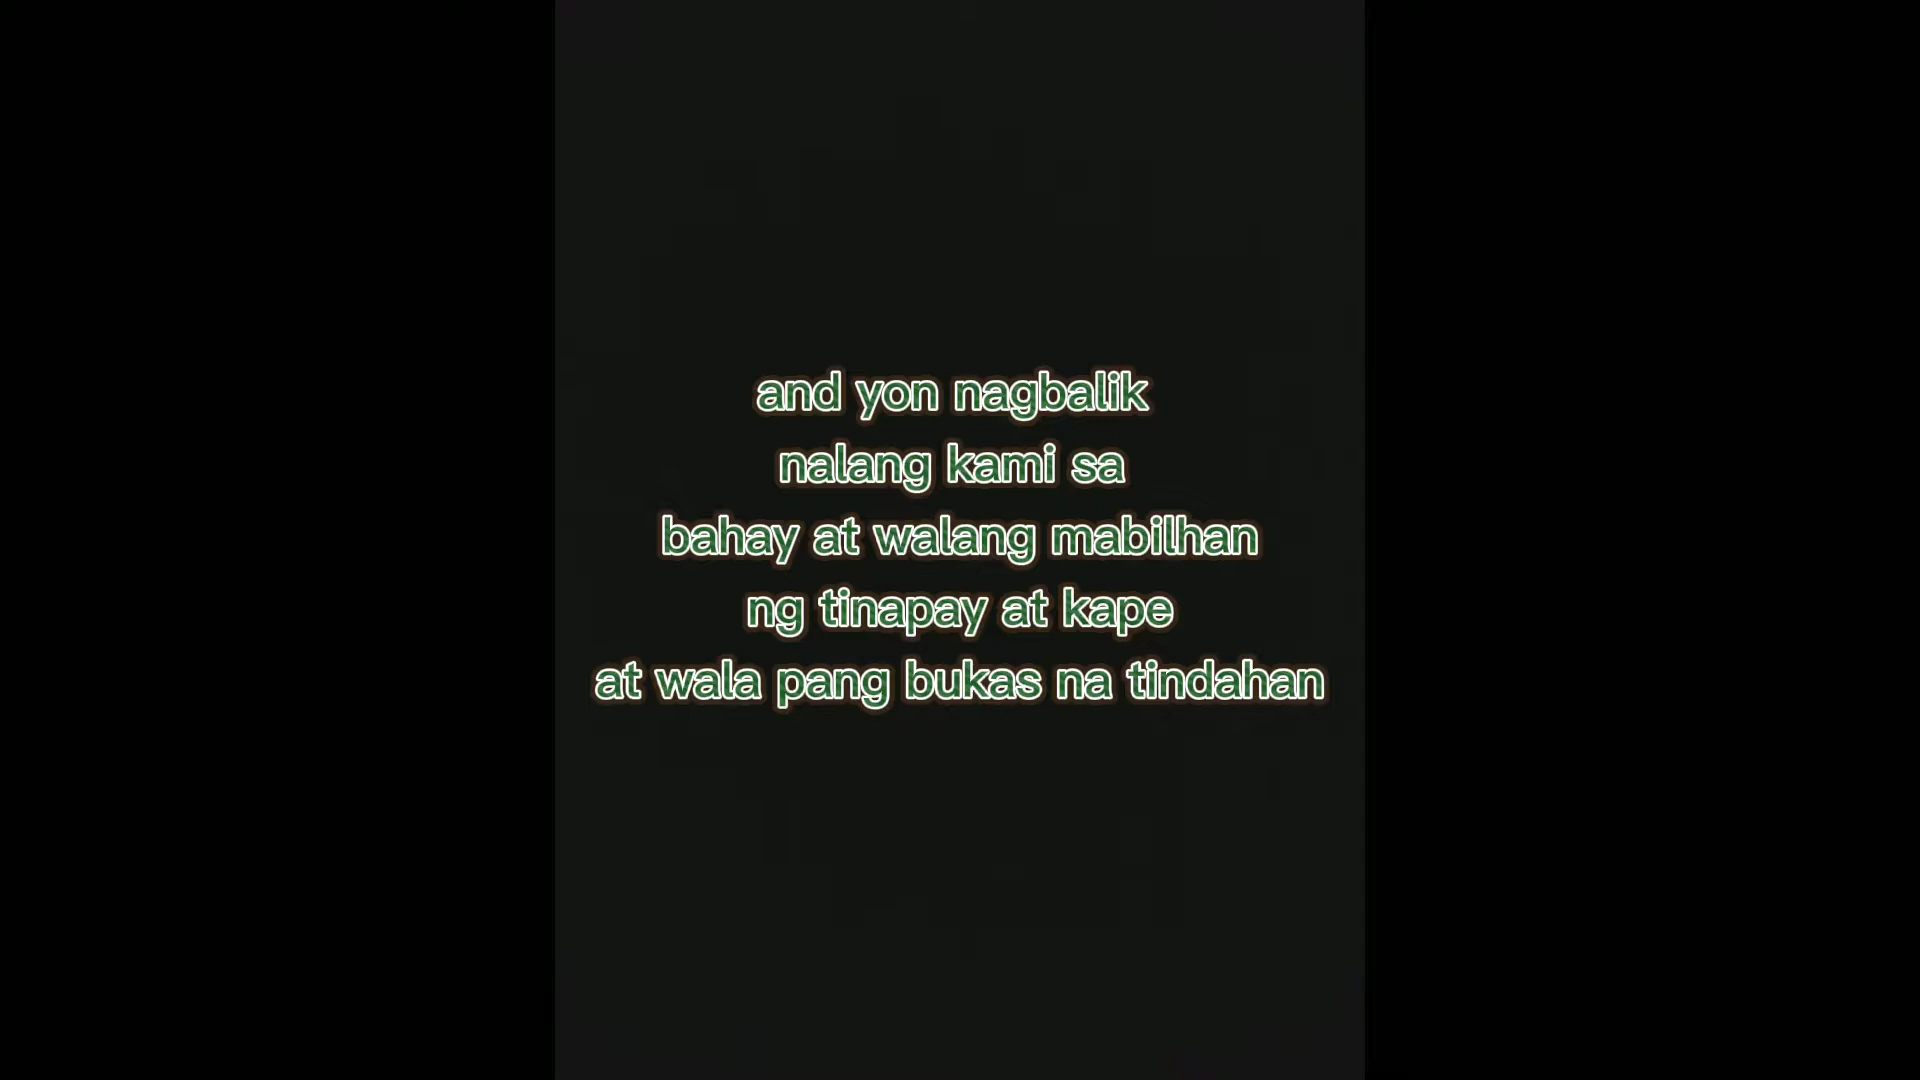 and yon nagbalik
nalang kami sa
bahay at walang mabilhan
ng tinapay at kape
at wala pang bukas na tindahan